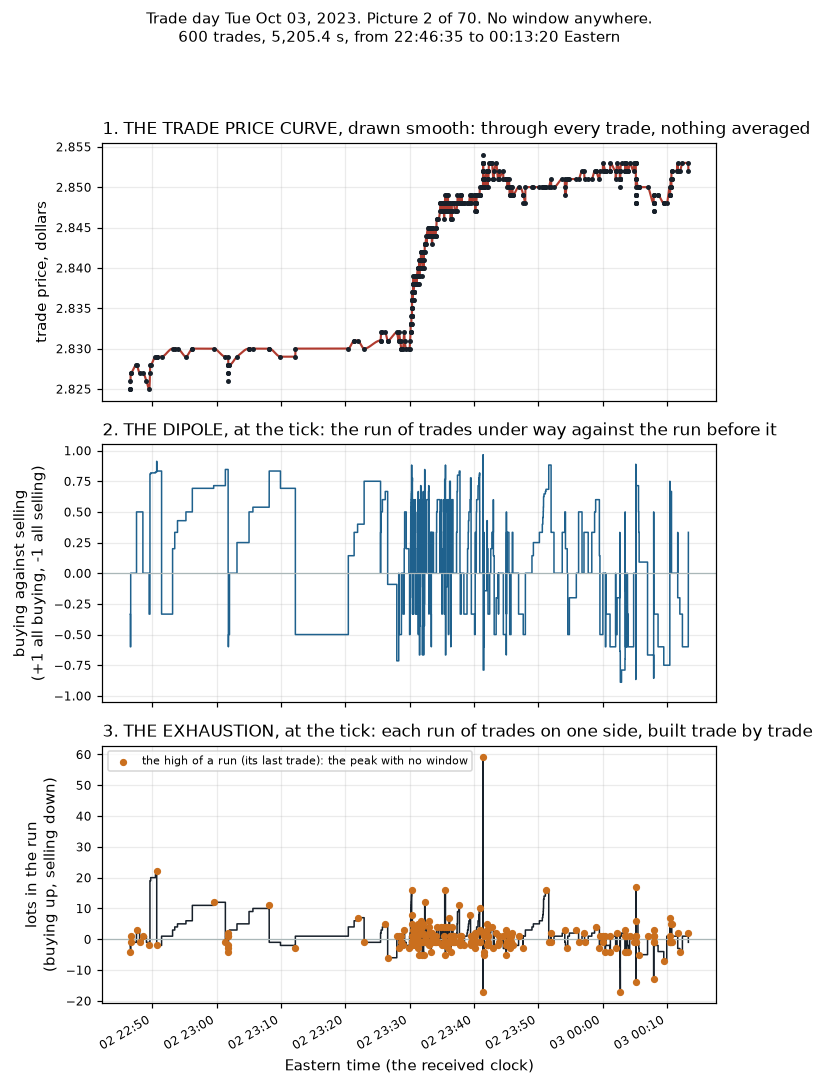 Trade day Tue Oct 03, 2023. Picture 2 of 70. No window anywhere.
600 trades, 5,205.4 s, from 22:46:35 to 00:13:20 Eastern
1. THE TRADE PRICE CURVE, drawn smooth: through every trade, nothing averaged
trade price, dollars
2.855
2.850
2.845
2.840
2.835
2.830
2.825
2. THE DIPOLE, at the tick: the run of trades under way against the run before it
buying against selling
(+1 all buying, -1 all selling)
1.00
0.75
0.50
0.25
0.00
−0.25
−0.50
−0.75
−1.00
3. THE EXHAUSTION, at the tick: each run of trades on one side, built trade by trade
the high of a run (its last trade): the peak with no window
lots in the run
(buying up, selling down)
60
50
40
30
20
10
0
−10
−20
02 22:50
02 23:00
02 23:10
02 23:20
02 23:30
02 23:40
02 23:50
03 00:00
03 00:10
Eastern time (the received clock)